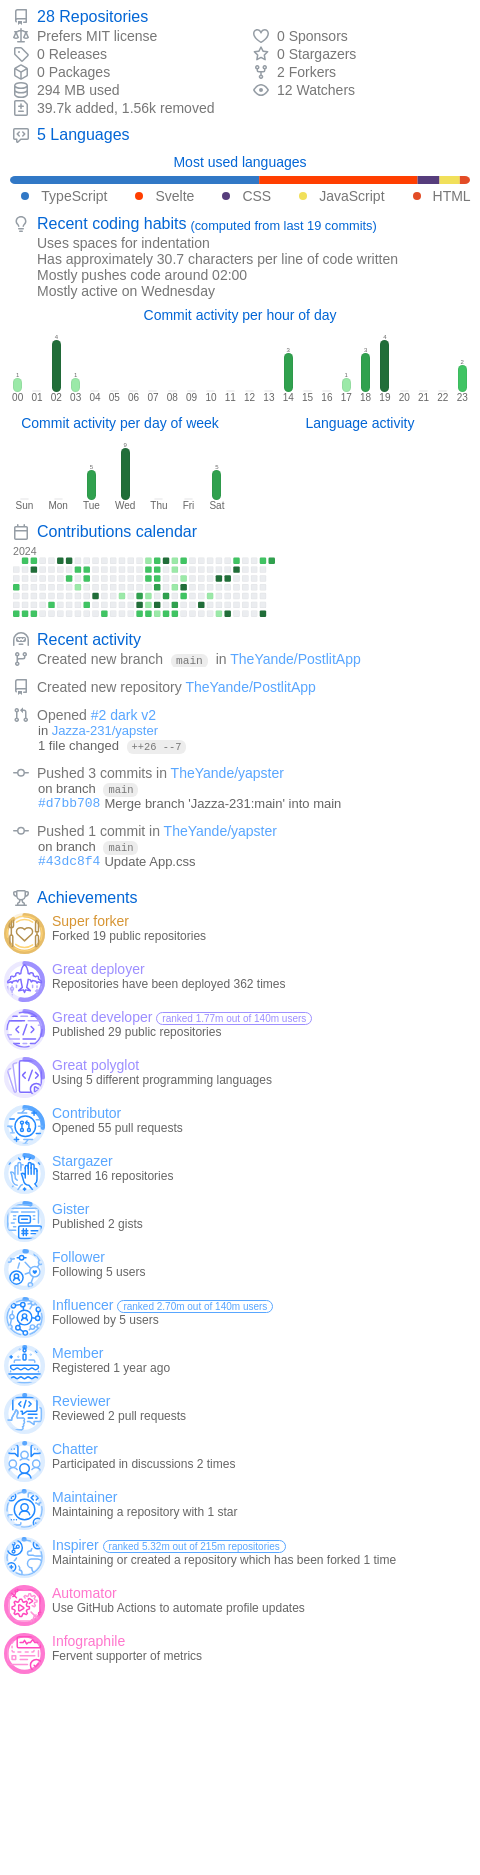 28 Repositories
Prefers MIT license
0 Sponsors
0 Releases
0 Stargazers
0 Packages
2 Forkers
294 MB used
12 Watchers
39.7k added, 1.56k removed
5 Languages
Most used languages
TypeScript Svelte CSS JavaScript HTML
Recent coding habits (computed from last 19 commits)
Uses spaces for indentation
Has approximately 30.7 characters per line of code written
Mostly pushes code around 02:00
Mostly active on Wednesday
Commit activity per hour of day
1 4 1 3 1 3 4 2
00 01 02 03 04 05 06 07 08 09 10 11 12 13 14 15 16 17 18 19 20 21 22 23
Commit activity per day of week
Language activity
5 9 5
Sun Mon Tue Wed Thu Fri Sat
Contributions calendar
2024
Recent activity
Created new branch main in TheYande/PostlitApp
Created new repository TheYande/PostlitApp
Opened #2 dark v2
in Jazza-231/yapster
1 file changed ++26 --7
Pushed 3 commits in TheYande/yapster
on branch main
#d7bb708 Merge branch 'Jazza-231:main' into main
Pushed 1 commit in TheYande/yapster
on branch main
#43dc8f4 Update App.css
Achievements
Super forker
Forked 19 public repositories
Great deployer
Repositories have been deployed 362 times
Great developer ranked 1.77m out of 140m users
Published 29 public repositories
Great polyglot
Using 5 different programming languages
Contributor
Opened 55 pull requests
Stargazer
Starred 16 repositories
Gister
Published 2 gists
Follower
Following 5 users
Influencer ranked 2.70m out of 140m users
Followed by 5 users
Member
Registered 1 year ago
Reviewer
Reviewed 2 pull requests
Chatter
Participated in discussions 2 times
Maintainer
Maintaining a repository with 1 star
Inspirer ranked 5.32m out of 215m repositories
Maintaining or created a repository which has been forked 1 time
Automator
Use GitHub Actions to automate profile updates
Infographile
Fervent supporter of metrics